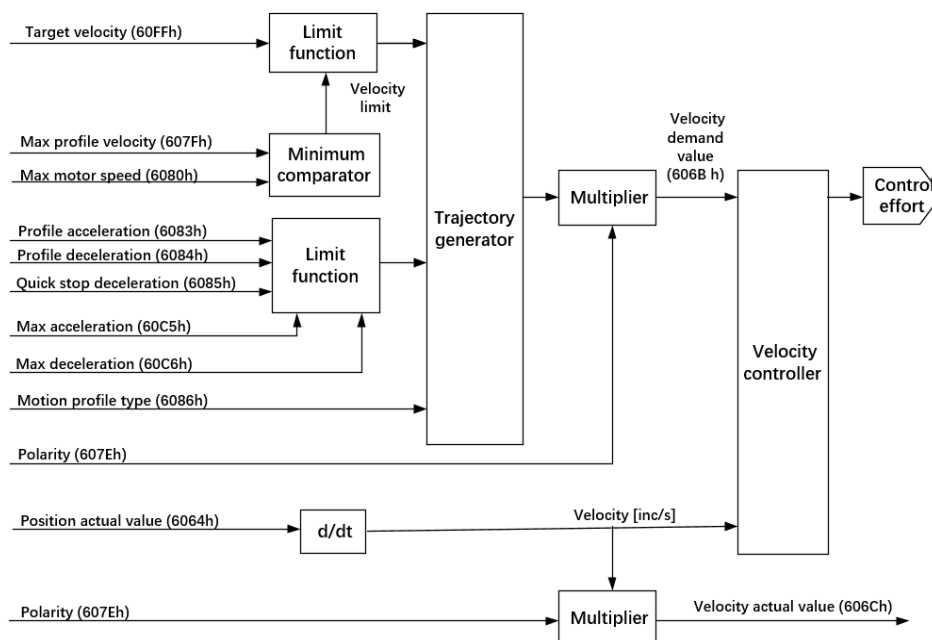 Target velocity (60FFh)
Limit
function
Velocity
limit
Max profile velocity (607Fh)
Max motor speed (6080h)
Minimum
comparator
Profile acceleration (6083h)
Profile deceleration (6084h)
Quick stop deceleration (6085h)
Max acceleration (60C5h)
Max deceleration (60C6h)
Limit
function
Motion profile type (6086h)
Polarity (607Eh)
Trajectory
generator
Multiplier
Velocity
demand
value
(606B h)
Velocity
controller
Control
effort
Position actual value (6064h)
d/dt
Velocity [inc/s]
Polarity (607Eh)
Multiplier
Velocity actual value (606Ch)